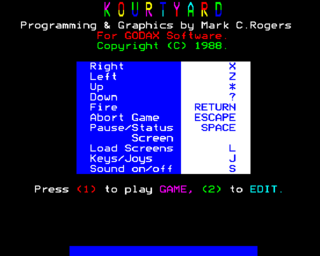 KOURTYARD
Programming & Graphics by Mark C.Rogers
For GODAX Software.
Copyright (C) 1988.
Right X
Left Z
Up *
Down ?
Fire RETURN
Abort Game ESCAPE
Pause/Status SPACE
Screen
Load Screens L
Keys/Joys J
Sound on/off S
Press (1) to play GAME, (2) to EDIT.